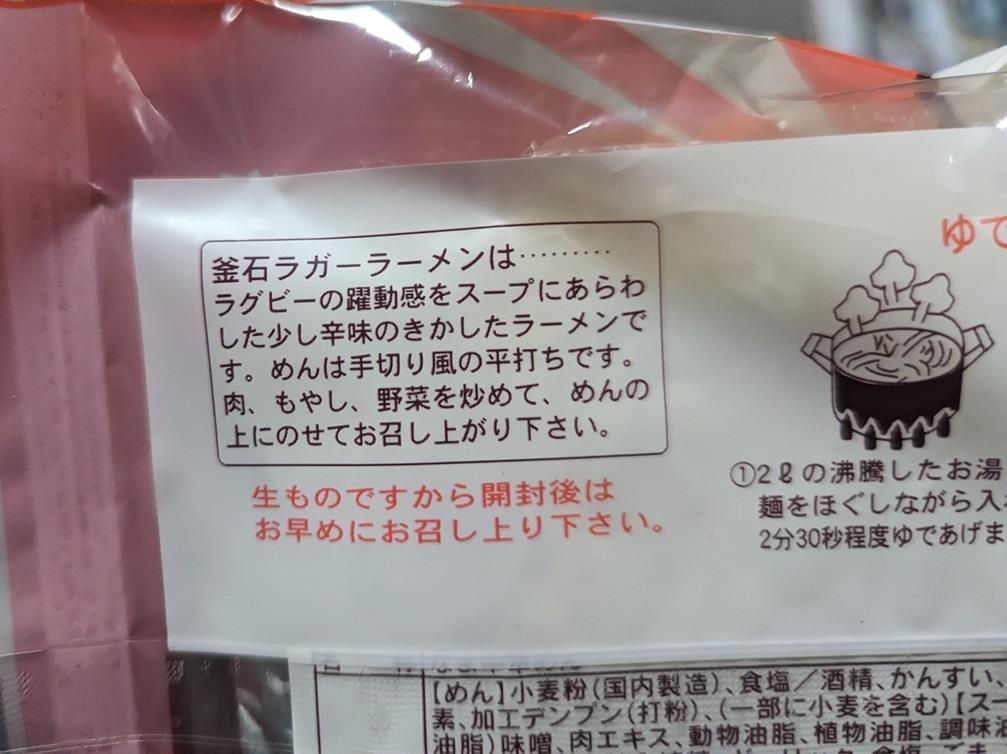 釜石ラガーラーメンは………
ラグビーの躍動感をスープにあらわ
した少し辛味のきかしたラーメンで
す。めんは手切り風の平打ちです。
肉、もやし、野菜を炒めて、めんの
上にのせてお召し上がり下さい。
生ものですから開封後は
お早めにお召し上り下さい。
ゆで
①2ℓの沸騰したお湯
麺をほぐしながら入
2分30秒程度ゆであげま
【めん】小麦粉(国内製造)、食塩／酒精、かんすい、
素、加工デンプン(打粉)、(一部に小麦を含む)【スー
油脂)味噌、肉エキス、動物油脂、植物油脂、調味